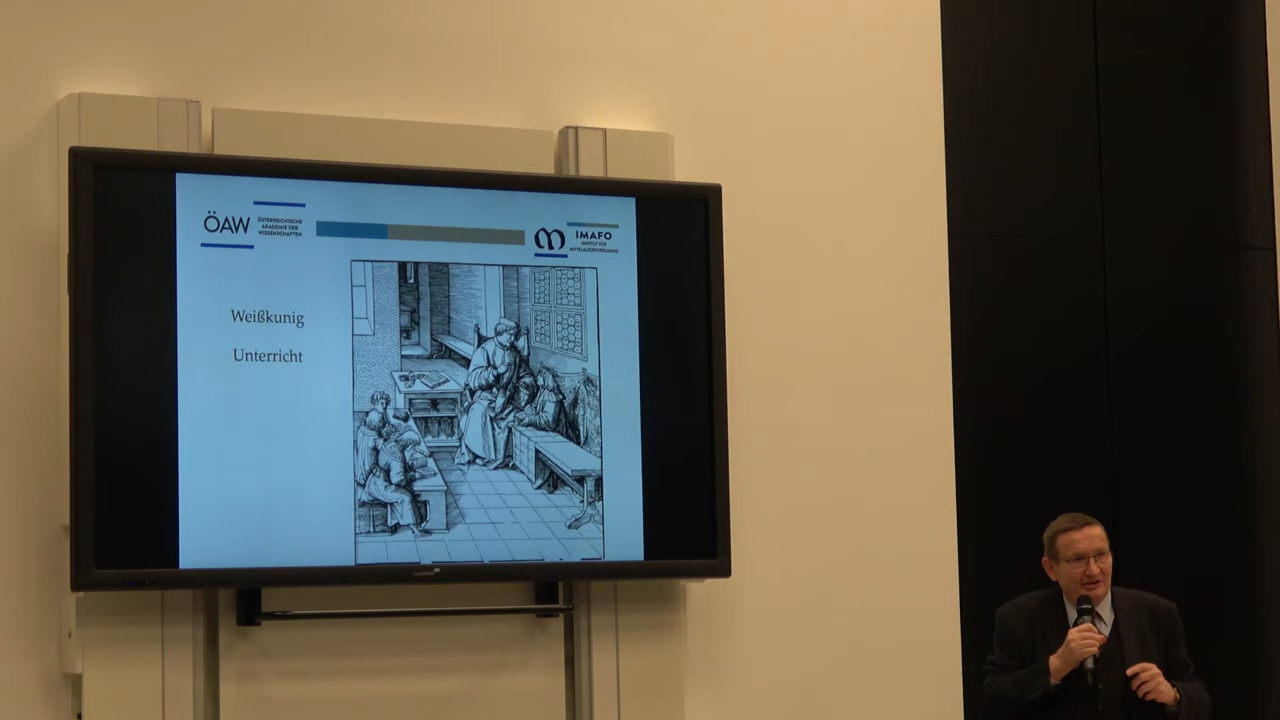 ÖAW
ÖSTERREICHISCHE
AKADEMIE DER
WISSENSCHAFTEN
IMAFO
INSTITUT FÜR
MITTELALTERFORSCHUNG
Weißkunig
Unterricht